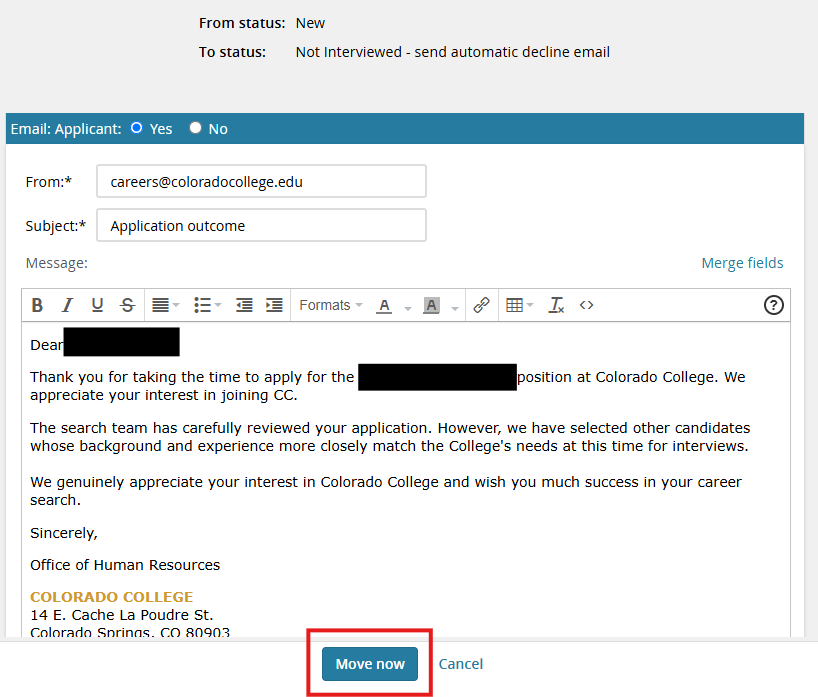 From status: New
To status: Not Interviewed - send automatic decline email
Email: Applicant: Yes No
From:* careers@coloradocollege.edu
Subject:* Application outcome
Message: Merge fields
B I U S Formats A A Tx <> ?
Dear
Thank you for taking the time to apply for the position at Colorado College. We
appreciate your interest in joining CC.
The search team has carefully reviewed your application. However, we have selected other candidates
whose background and experience more closely match the College's needs at this time for interviews.
We genuinely appreciate your interest in Colorado College and wish you much success in your career
search.
Sincerely,
Office of Human Resources
COLORADO COLLEGE
14 E. Cache La Poudre St.
Colorado Springs, CO 80903
Move now Cancel